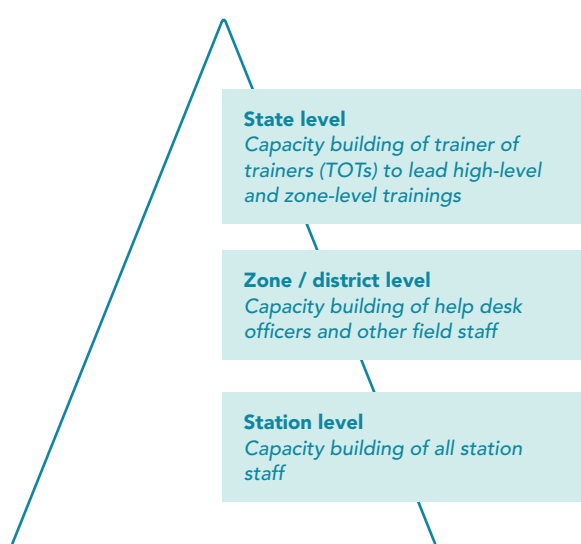 State level
Capacity building of trainer of
trainers (TOTs) to lead high-level
and zone-level trainings
Zone / district level
Capacity building of help desk
officers and other field staff
Station level
Capacity building of all station
staff